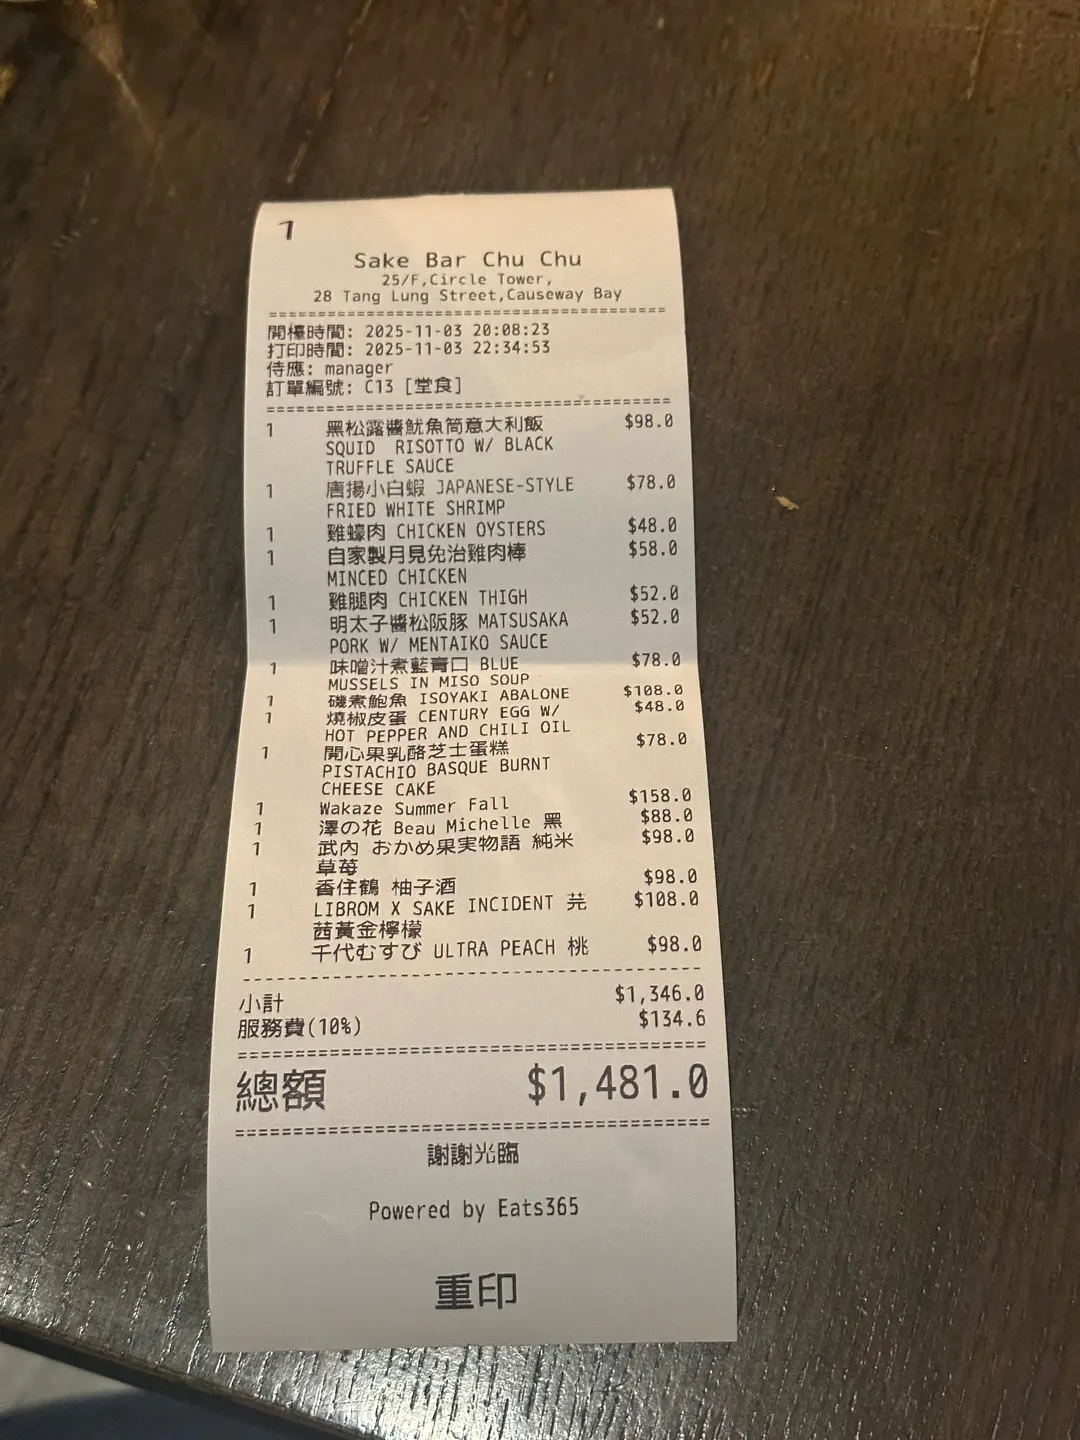 1
Sake Bar Chu Chu
25/F,Circle Tower,
28 Tang Lung Street,Causeway Bay
========================================
開檯時間: 2025-11-03 20:08:23
打印時間: 2025-11-03 22:34:53
侍應: manager
訂單編號: C13 [堂食]
========================================
1 黑松露醬魷魚筒意大利飯 $98.0
SQUID RISOTTO W/ BLACK
TRUFFLE SAUCE
1 唐揚小白蝦 JAPANESE-STYLE $78.0
FRIED WHITE SHRIMP
1 雞蠔肉 CHICKEN OYSTERS $48.0
1 自家製月見免治雞肉棒 $58.0
MINCED CHICKEN
1 雞腿肉 CHICKEN THIGH $52.0
1 明太子醬松阪豚 MATSUSAKA $52.0
PORK W/ MENTAIKO SAUCE
1 味噌汁煮藍青口 BLUE $78.0
MUSSELS IN MISO SOUP
1 磯煮鮑魚 ISOYAKI ABALONE $108.0
1 燒椒皮蛋 CENTURY EGG W/ $48.0
HOT PEPPER AND CHILI OIL
1 開心果乳酪芝士蛋糕 $78.0
PISTACHIO BASQUE BURNT
CHEESE CAKE
1 Wakaze Summer Fall $158.0
1 澤の花 Beau Michelle 黑 $88.0
1 武內 おかめ果実物語 純米 $98.0
草莓
1 香住鶴 柚子酒 $98.0
1 LIBROM X SAKE INCIDENT 芫 $108.0
茜黃金檸檬
1 千代むすび ULTRA PEACH 桃 $98.0
----------------------------------------
小計 $1,346.0
服務費(10%) $134.6
========================================
總額 $1,481.0
========================================
謝謝光臨
Powered by Eats365
重印